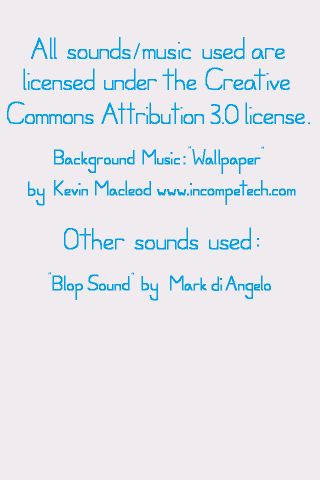 All sounds/music used are
licensed under the Creative
Commons Attribution 3.0 license.
Background Music: "Wallpaper"
by Kevin Macleod www.incompetech.com
Other sounds used:
"Blop Sound" by Mark di Angelo